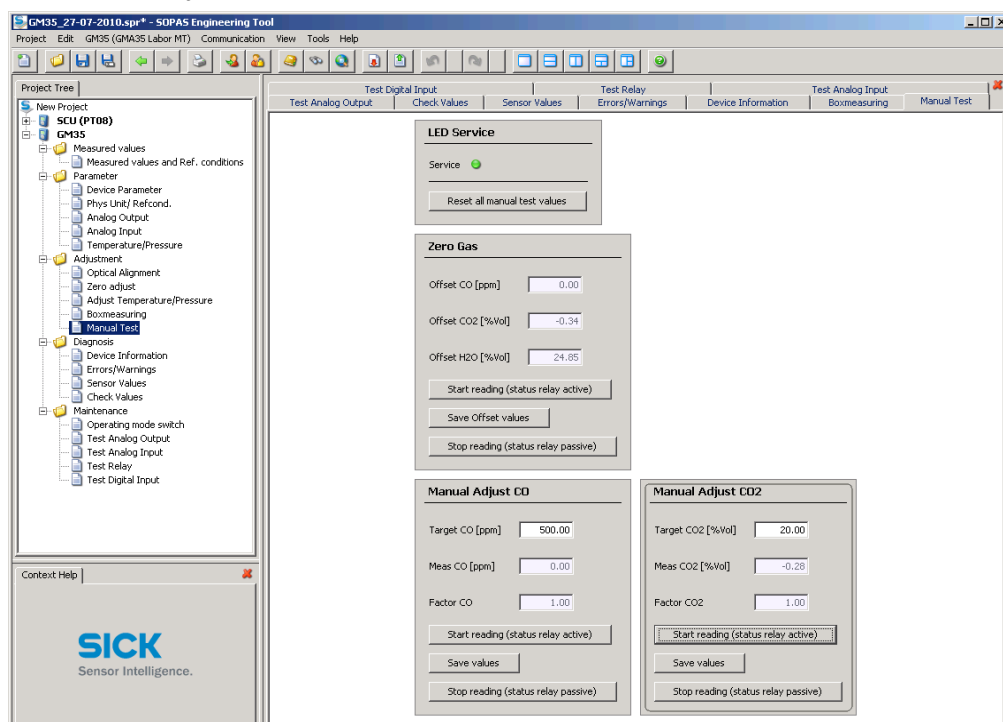 GM35_27-07-2010.spr* - SOPAS Engineering Tool
Project Edit GM35 (GMA35 Labor MT) Communication View Tools Help
Project Tree
New Project
SCU (PT08)
GM35
Measured values
Measured values and Ref. conditions
Parameter
Device Parameter
Phys Unit/ Refcond.
Analog Output
Analog Input
Temperature/Pressure
Adjustment
Optical Alignment
Zero adjust
Adjust Temperature/Pressure
Boxmeasuring
Manual Test
Diagnosis
Device Information
Errors/Warnings
Sensor Values
Check Values
Maintenance
Operating mode switch
Test Analog Output
Test Analog Input
Test Relay
Test Digital Input
Context Help
SICK
Sensor Intelligence.
Test Digital Input Test Relay Test Analog Input
Test Analog Output Check Values Sensor Values Errors/Warnings Device Information Boxmeasuring Manual Test
LED Service
Service
Reset all manual test values
Zero Gas
Offset CO [ppm] 0.00
Offset CO2 [%Vol] -0.34
Offset H2O [%Vol] 24.85
Start reading (status relay active)
Save Offset values
Stop reading (status relay passive)
Manual Adjust CO
Target CO [ppm] 500.00
Meas CO [ppm] 0.00
Factor CO 1.00
Start reading (status relay active)
Save values
Stop reading (status relay passive)
Manual Adjust CO2
Target CO2 [%Vol] 20.00
Meas CO2 [%Vol] -0.28
Factor CO2 1.00
Start reading (status relay active)
Save values
Stop reading (status relay passive)